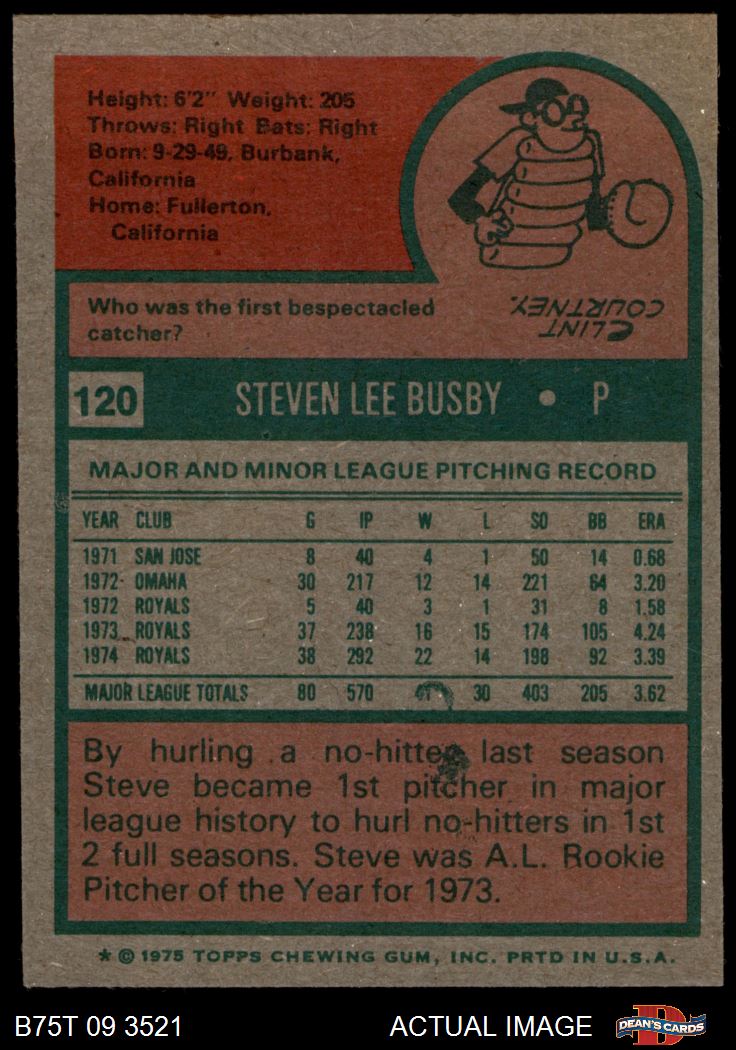 Height: 6'2" Weight: 205
Throws: Right Bats: Right
Born: 9-29-49, Burbank,
California
Home: Fullerton,
California
Who was the first bespectacled
catcher?
CLINT
COURTNEY.
120 STEVEN LEE BUSBY • P
MAJOR AND MINOR LEAGUE PITCHING RECORD
YEAR CLUB G IP W L SO BB ERA
1971 SAN JOSE 8 40 4 1 50 14 0.68
1972 OMAHA 30 217 12 14 221 64 3.20
1972 ROYALS 5 40 3 1 31 8 1.58
1973 ROYALS 37 238 16 15 174 105 4.24
1974 ROYALS 38 292 22 14 198 92 3.39
MAJOR LEAGUE TOTALS 80 570 41 30 403 205 3.62
By hurling a no-hitter last season
Steve became 1st pitcher in major
league history to hurl no-hitters in 1st
2 full seasons. Steve was A.L. Rookie
Pitcher of the Year for 1973.
* © 1975 TOPPS CHEWING GUM, INC. PRTD IN U.S.A.
B75T 09 3521 ACTUAL IMAGE D DEAN'S CARDS